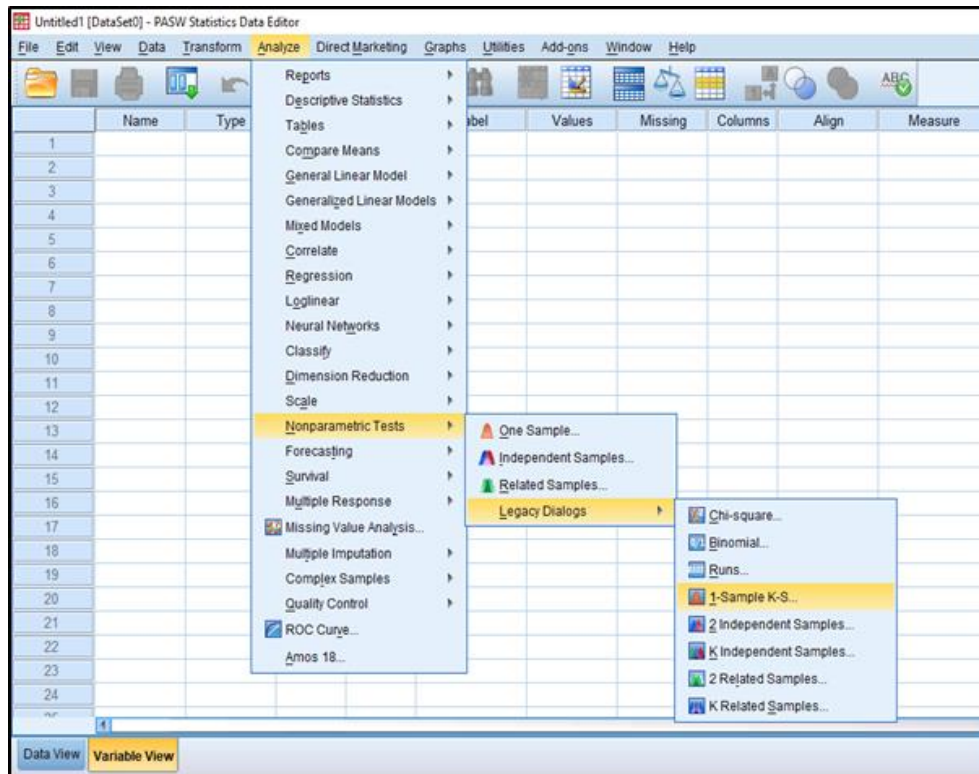 Untitled1 [DataSet0] - PASW Statistics Data Editor
File Edit View Data Transform Analyze Direct Marketing Graphs Utilities Add-ons Window Help
ABC
Name Type abel Values Missing Columns Align Measure
1
2
3
4
5
6
7
8
9
10
11
12
13
14
15
16
17
18
19
20
21
22
23
24
25
Reports
Descriptive Statistics
Tables
Compare Means
General Linear Model
Generalized Linear Models
Mixed Models
Correlate
Regression
Loglinear
Neural Networks
Classify
Dimension Reduction
Scale
Nonparametric Tests
Forecasting
Survival
Multiple Response
Missing Value Analysis...
Multiple Imputation
Complex Samples
Quality Control
ROC Curve...
Amos 18...
One Sample...
Independent Samples...
Related Samples...
Legacy Dialogs
Chi-square...
Binomial...
Runs...
1-Sample K-S...
2 Independent Samples...
K Independent Samples...
2 Related Samples...
K Related Samples...
Data View Variable View